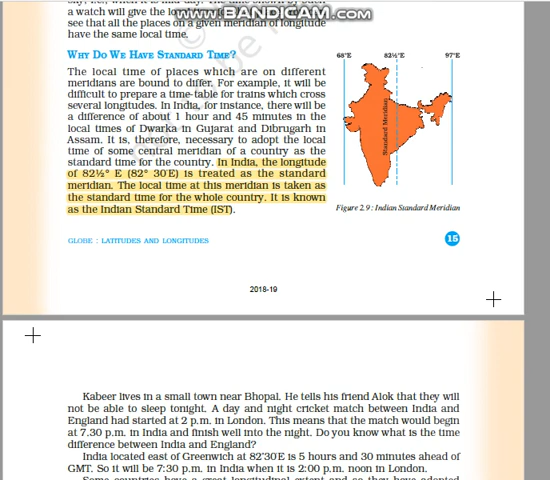 www.BANDICAM.com
a watch will give the local
see that all the places on a given meridian of longitude
have the same local time.
WHY DO WE HAVE STANDARD TIME?
The local time of places which are on different
meridians are bound to differ. For example, it will be
difficult to prepare a time-table for trains which cross
several longitudes. In India, for instance, there will be
a difference of about 1 hour and 45 minutes in the
local times of Dwarka in Gujarat and Dibrugarh in
Assam. It is, therefore, necessary to adopt the local
time of some central meridian of a country as the
standard time for the country. In India, the longitude
of 82½° E (82° 30'E) is treated as the standard
meridian. The local time at this meridian is taken as
the standard time for the whole country. It is known
as the Indian Standard Time (IST).
68°E 82½°E 97°E
Standard Meridian
Figure 2.9 : Indian Standard Meridian
GLOBE : LATITUDES AND LONGITUDES
15
2018-19
Kabeer lives in a small town near Bhopal. He tells his friend Alok that they will
not be able to sleep tonight. A day and night cricket match between India and
England had started at 2 p.m. in London. This means that the match would begin
at 7.30 p.m. in India and finish well into the night. Do you know what is the time
difference between India and England?
India located east of Greenwich at 82°30'E is 5 hours and 30 minutes ahead of
GMT. So it will be 7:30 p.m. in India when it is 2:00 p.m. noon in London.
Some countries have a great longitudinal extent and so they have adopted